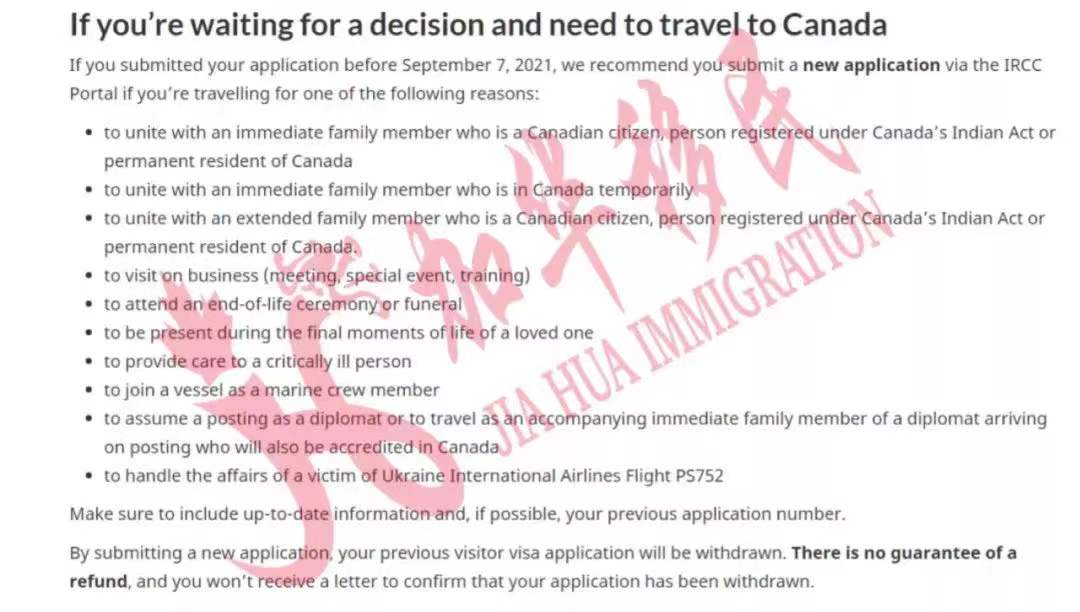 If you're waiting for a decision and need to travel to Canada
If you submitted your application before September 7, 2021, we recommend you submit a new application via the IRCC
Portal if you're travelling for one of the following reasons:
• to unite with an immediate family member who is a Canadian citizen, person registered under Canada's Indian Act or
permanent resident of Canada
• to unite with an immediate family member who is in Canada temporarily
• to unite with an extended family member who is a Canadian citizen, person registered under Canada's Indian Act or
permanent resident of Canada.
• to visit on business (meeting, special event, training)
• to attend an end-of-life ceremony or funeral
• to be present during the final moments of life of a loved one
• to provide care to a critically ill person
• to join a vessel as a marine crew member
• to assume a posting as a diplomat or to travel as an accompanying immediate family member of a diplomat arriving
on posting who will also be accredited in Canada
• to handle the affairs of a victim of Ukraine International Airlines Flight PS752
Make sure to include up-to-date information and, if possible, your previous application number.
By submitting a new application, your previous visitor visa application will be withdrawn. There is no guarantee of a
refund, and you won't receive a letter to confirm that your application has been withdrawn.
加华移民
JIA HUA IMMIGRATION